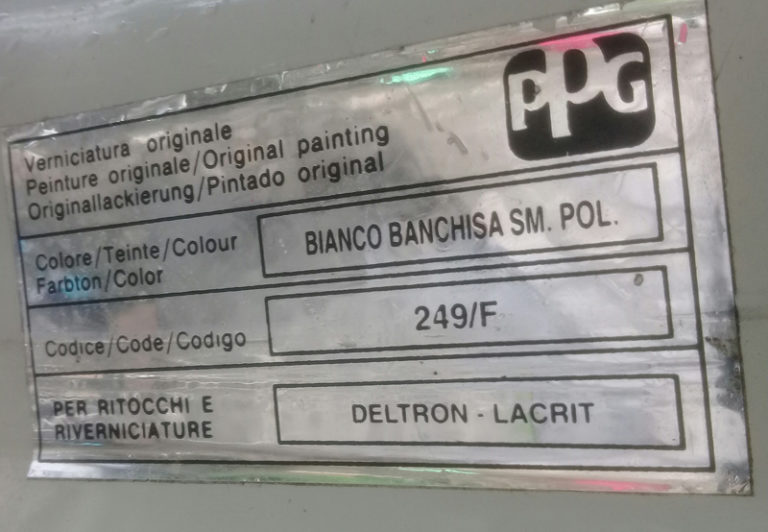 PPG
Verniciatura originale
Peinture originale/Original painting
Originallackierung/Pintado original
Colore/Teinte/Colour
Farbton/Color
BIANCO BANCHISA SM. POL.
Codice/Code/Codigo
249/F
PER RITOCCHI E
RIVERNICIATURE
DELTRON - LACRIT